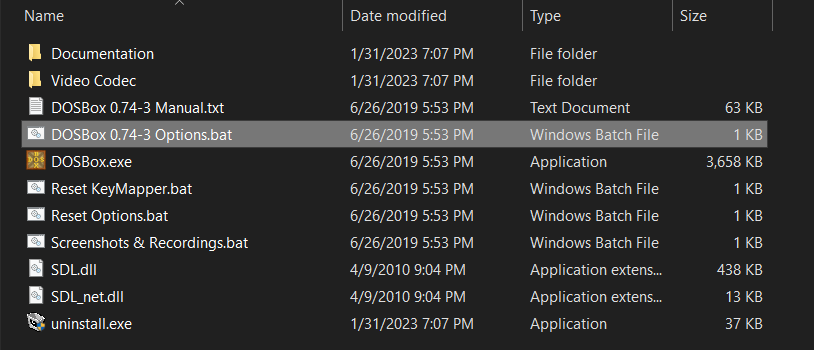 Name Date modified Type Size
Documentation 1/31/2023 7:07 PM File folder
Video Codec 1/31/2023 7:07 PM File folder
DOSBox 0.74-3 Manual.txt 6/26/2019 5:53 PM Text Document 63 KB
DOSBox 0.74-3 Options.bat 6/26/2019 5:53 PM Windows Batch File 1 KB
DOSBox.exe 6/26/2019 5:53 PM Application 3,658 KB
Reset KeyMapper.bat 6/26/2019 5:53 PM Windows Batch File 1 KB
Reset Options.bat 6/26/2019 5:53 PM Windows Batch File 1 KB
Screenshots & Recordings.bat 6/26/2019 5:53 PM Windows Batch File 1 KB
SDL.dll 4/9/2010 9:04 PM Application extens... 438 KB
SDL_net.dll 4/9/2010 9:04 PM Application extens... 13 KB
uninstall.exe 1/31/2023 7:07 PM Application 37 KB